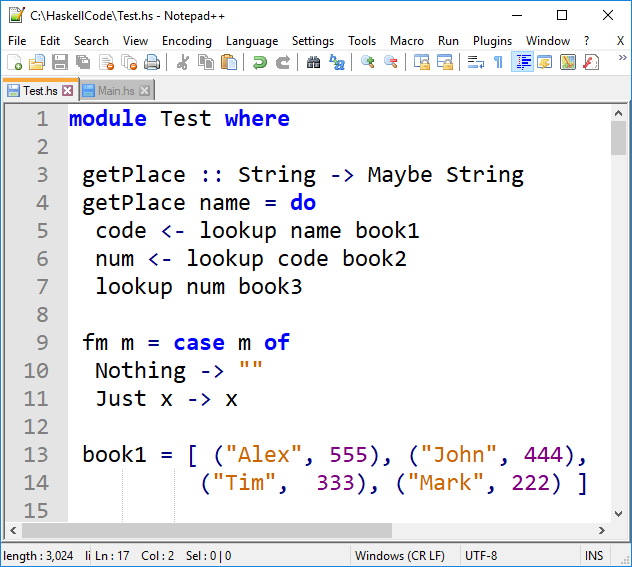 C:\HaskellCode\Test.hs - Notepad++
File Edit Search View Encoding Language Settings Tools Macro Run Plugins Window ? X
Test.hs Main.hs
1 module Test where
2
3 getPlace :: String -> Maybe String
4 getPlace name = do
5 code <- lookup name book1
6 num <- lookup code book2
7 lookup num book3
8
9 fm m = case m of
10 Nothing -> ""
11 Just x -> x
12
13 book1 = [ ("Alex", 555), ("John", 444),
14 ("Tim",  333), ("Mark", 222) ]
15
length : 3,024 li Ln : 17 Col : 2 Sel : 0 | 0 Windows (CR LF) UTF-8 INS